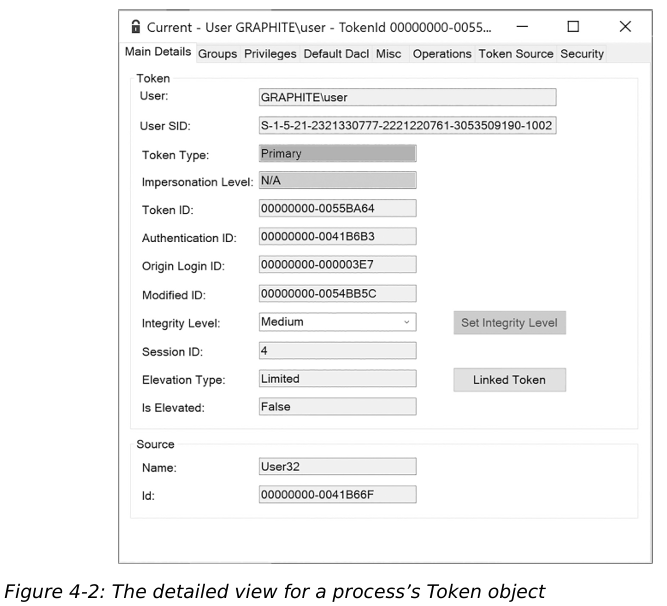 Current - User GRAPHITE\user - TokenId 00000000-0055...
Main Details Groups Privileges Default Dacl Misc Operations Token Source Security
Token
User: GRAPHITE\user
User SID: S-1-5-21-2321330777-2221220761-3053509190-1002
Token Type: Primary
Impersonation Level: N/A
Token ID: 00000000-0055BA64
Authentication ID: 00000000-0041B6B3
Origin Login ID: 00000000-000003E7
Modified ID: 00000000-0054BB5C
Integrity Level: Medium Set Integrity Level
Session ID: 4
Elevation Type: Limited Linked Token
Is Elevated: False
Source
Name: User32
Id: 00000000-0041B66F
Figure 4-2: The detailed view for a process’s Token object